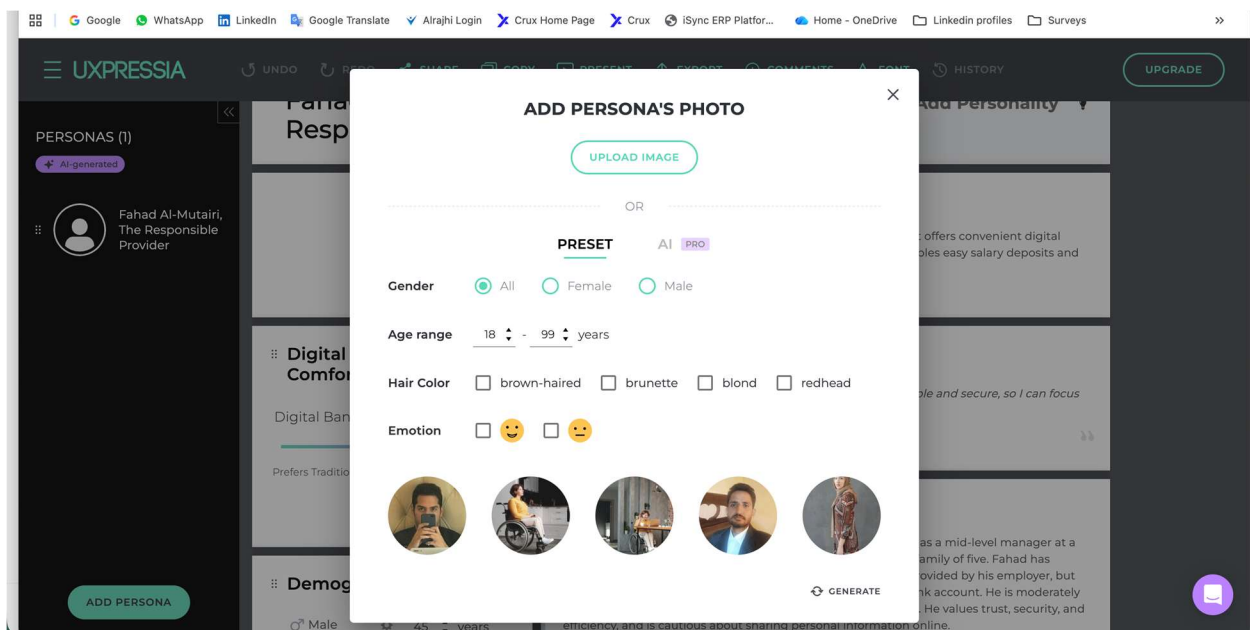 Google
WhatsApp
LinkedIn
Google Translate
Alrajhi Login
Crux Home Page
Crux
iSync ERP Platfor...
Home - OneDrive
Linkedin profiles
Surveys
UXPRESSIA
UNDO
REDO
SHARE
COPY
PRESENT
EXPORT
COMMENTS
FONT
HISTORY
UPGRADE
PERSONAS (1)
AI-generated
Fahad Al-Mutairi,
The Responsible
Provider
ADD PERSONA
Resp
Add Personality
ADD PERSONA'S PHOTO
UPLOAD IMAGE
OR
PRESET
AI PRO
Gender All Female Male
Age range 18 - 99 years
Hair Color brown-haired brunette blond redhead
Emotion
GENERATE
offers convenient digital
easy salary deposits and
Digital
Comfor
Digital Ban
Prefers Traditio
and secure, so I can focus
Demog
Male 45 years
as a mid-level manager at a
family of five. Fahad has
provided by his employer, but
account. He is moderately
He values trust, security, and
efficiency, and is cautious about sharing personal information online.